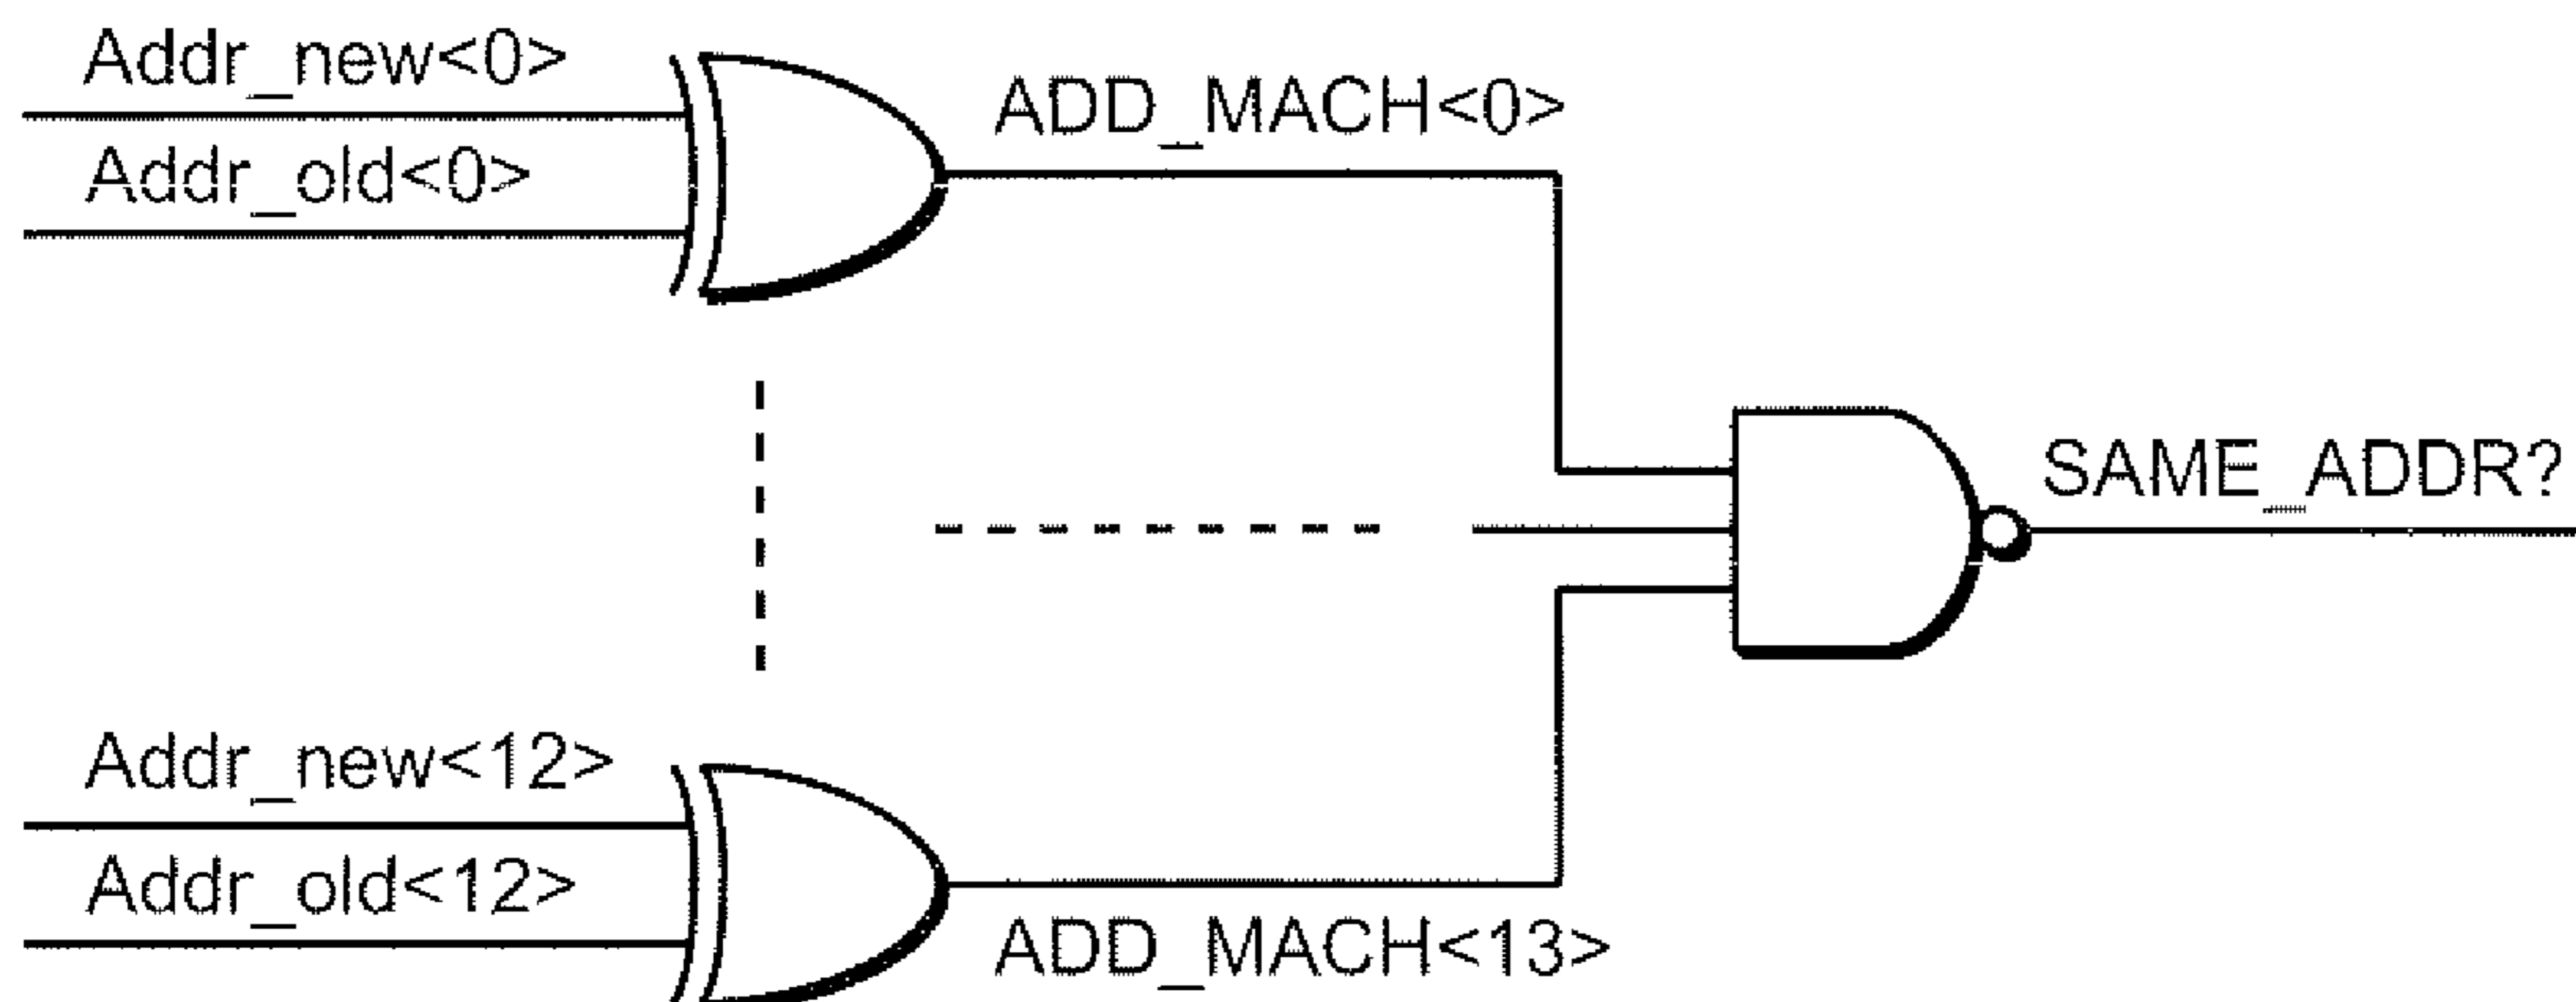 Addr_new<0>
Addr_old<0>
ADD_MACH<0>
SAME_ADDR?
Addr_new<12>
Addr_old<12>
ADD_MACH<13>